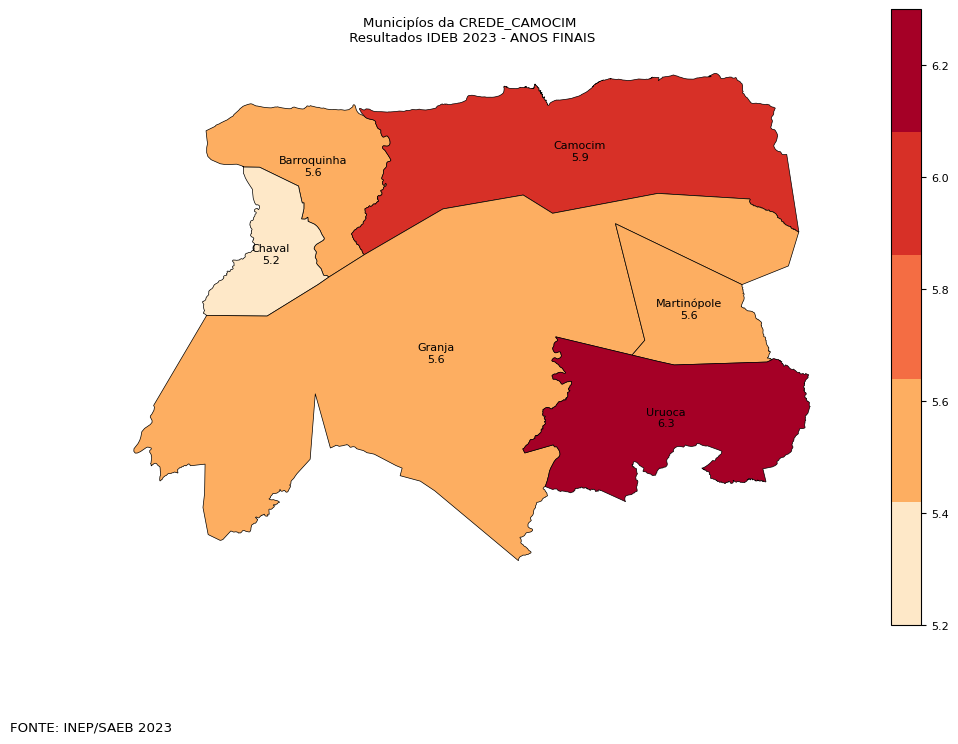 Municipíos da CREDE_CAMOCIM
Resultados IDEB 2023 - ANOS FINAIS
6.2
6.0
5.8
5.6
5.4
5.2
Camocim
5.9
Barroquinha
5.6
Chaval
5.2
Martinópole
5.6
Granja
5.6
Uruoca
6.3
FONTE: INEP/SAEB 2023